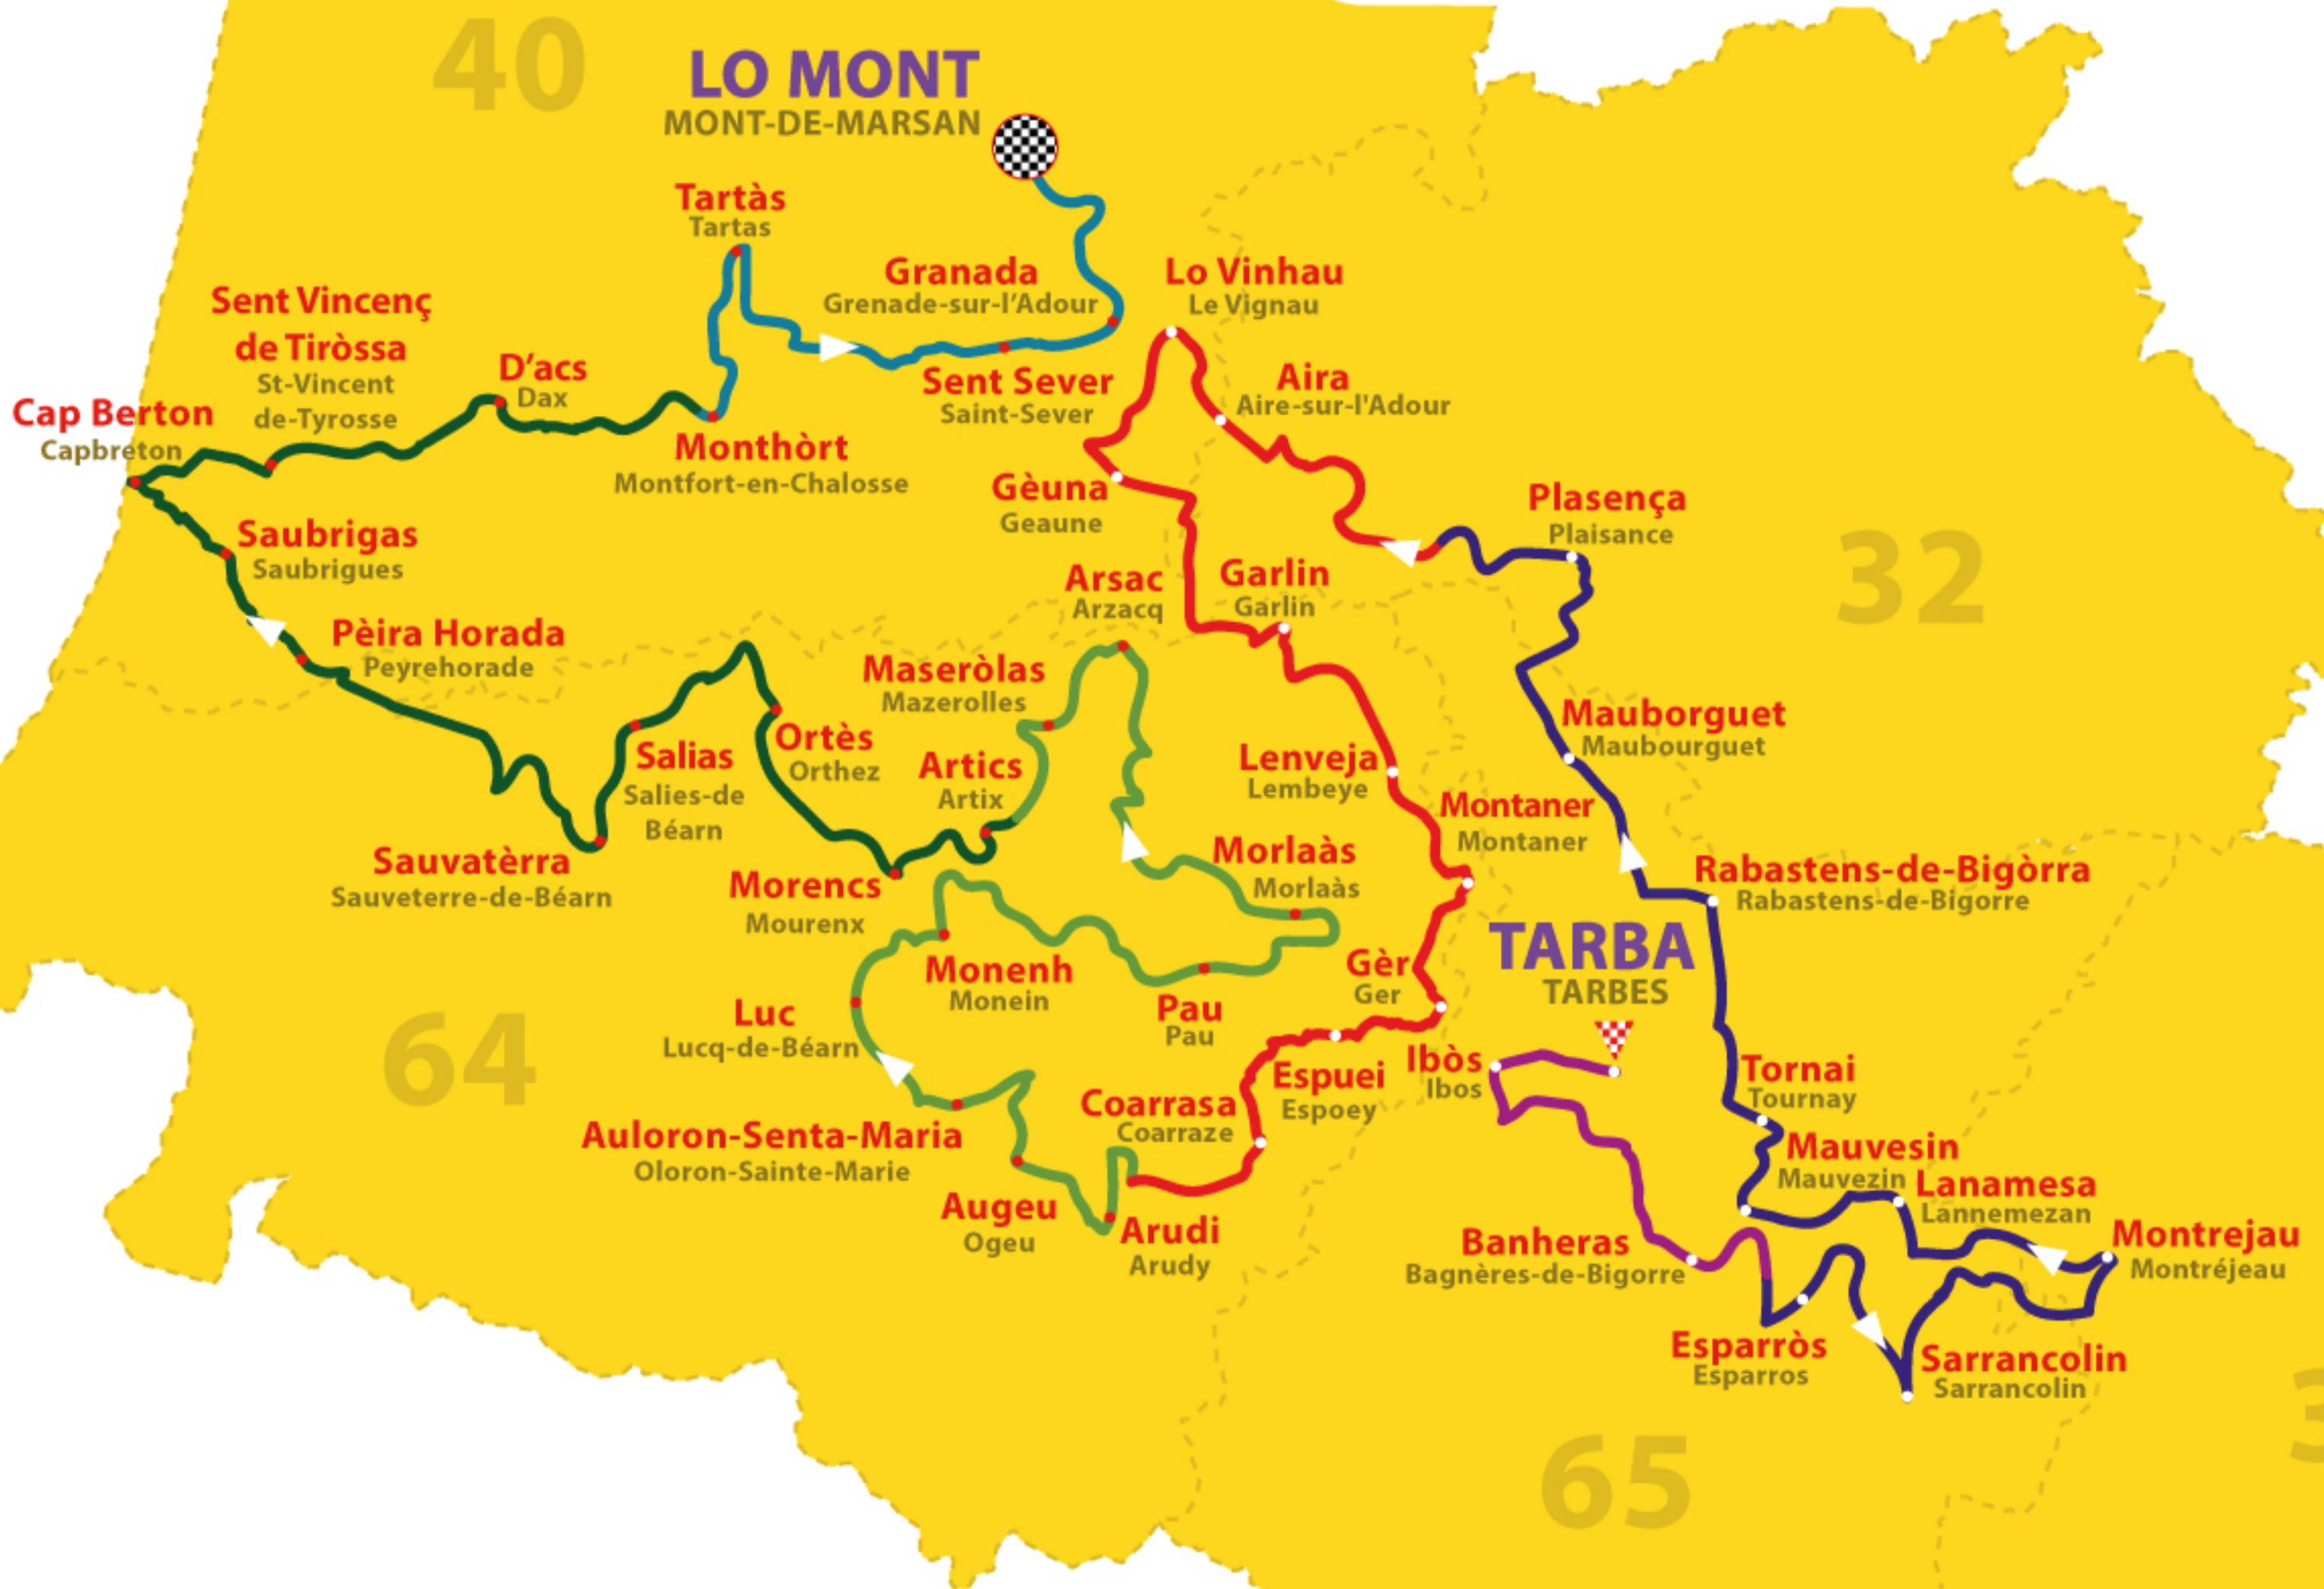 40
LO MONT
MONT-DE-MARSAN
Tartàs
Tartas
Granada
Grenade-sur-l'Adour
Lo Vinhau
Le Vignau
Sent Vincenç
de Tiròssa
St-Vincent
de-Tyrosse
D'acs
Dax
Sent Sever
Saint-Sever
Aira
Aire-sur-l'Adour
Cap Berton
Capbreton
Monthòrt
Montfort-en-Chalosse
Gèuna
Geaune
Plasença
Plaisance
32
Saubrigas
Saubrigues
Arsac
Arzacq
Garlin
Garlin
Pèira Horada
Peyrehorade
Maseròlas
Mazerolles
Mauborguet
Maubourguet
Ortès
Orthez
Salias
Salies-de
Béarn
Artics
Artix
Lenveja
Lembeye
Montaner
Montaner
Sauvatèrra
Sauveterre-de-Béarn
Morencs
Mourenx
Morlaàs
Morlaàs
Rabastens-de-Bigòrra
Rabastens-de-Bigorre
TARBA
TARBES
Monenh
Monein
Gèr
Ger
64
Luc
Lucq-de-Béarn
Pau
Pau
Ibòs
Ibos
Espuei
Espoey
Tornai
Tournay
Coarrasa
Coarraze
Auloron-Senta-Maria
Oloron-Sainte-Marie
Mauvesin
Mauvezin
Lanamesa
Lannemezan
Augeu
Ogeu
Arudi
Arudy
Banheras
Bagnères-de-Bigorre
Montrejau
Montréjeau
Esparròs
Esparros
Sarrancolin
Sarrancolin
65